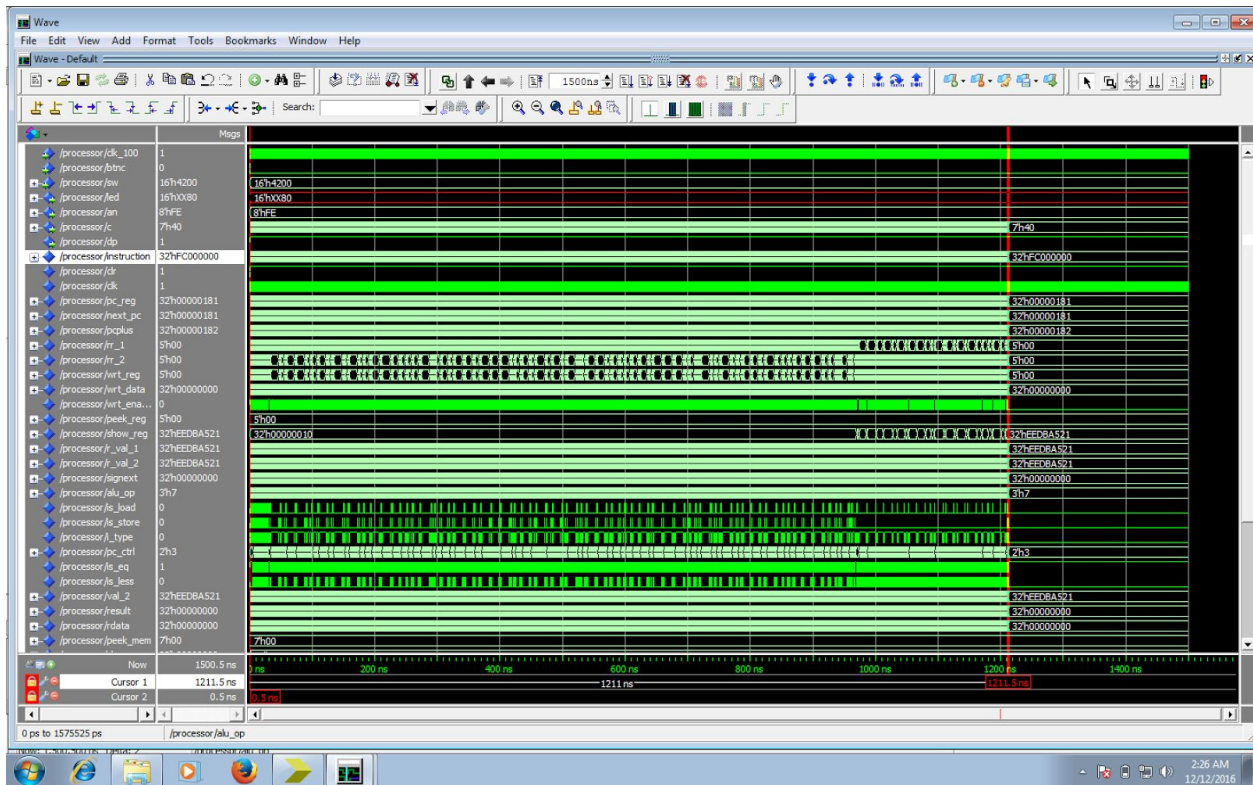 Wave
File Edit View Add Format Tools Bookmarks Window Help
Wave - Default
1500ns
Search:
Msgs
/processor/clk_100 1
/processor/btnc 0
/processor/sw 16'h4200 16'h4200
/processor/led 16'hXX80 16'hXX80
/processor/an 8'hFE 8'hFE
/processor/c 7'h40 7'h40
/processor/dp 1
/processor/instruction 32'hFC000000 32'hFC000000
/processor/clr 1
/processor/clk 1
/processor/pc_reg 32'h00000181 32'h00000181
/processor/next_pc 32'h00000181 32'h00000181
/processor/pcplus 32'h00000182 32'h00000182
/processor/rr_1 5'h00 5'h00
/processor/rr_2 5'h00 5'h00
/processor/wrt_reg 5'h00 5'h00
/processor/wrt_data 32'h00000000 32'h00000000
/processor/wrt_ena... 0
/processor/peek_reg 5'h00 5'h00
/processor/show_reg 32'hEEDBA521 32'h00000010 32'hEEDBA521
/processor/r_val_1 32'hEEDBA521 32'hEEDBA521
/processor/r_val_2 32'hEEDBA521 32'hEEDBA521
/processor/signext 32'h00000000 32'h00000000
/processor/alu_op 3'h7 3'h7
/processor/is_load 0
/processor/is_store 0
/processor/i_type 0
/processor/pc_ctrl 2'h3 2'h3
/processor/is_eq 1
/processor/is_less 0
/processor/val_2 32'hEEDBA521 32'hEEDBA521
/processor/result 32'h00000000 32'h00000000
/processor/rdata 32'h00000000 32'h00000000
/processor/peek_mem 7'h00 7'h00
Now 1500.5 ns ns 200 ns 400 ns 600 ns 800 ns 1000 ns 1200 ns 1400 ns
Cursor 1 1211.5 ns 1211 ns 1211.5 ns
Cursor 2 0.5 ns 0.5 ns
0 ps to 1575525 ps /processor/alu_op
2:26 AM
12/12/2016